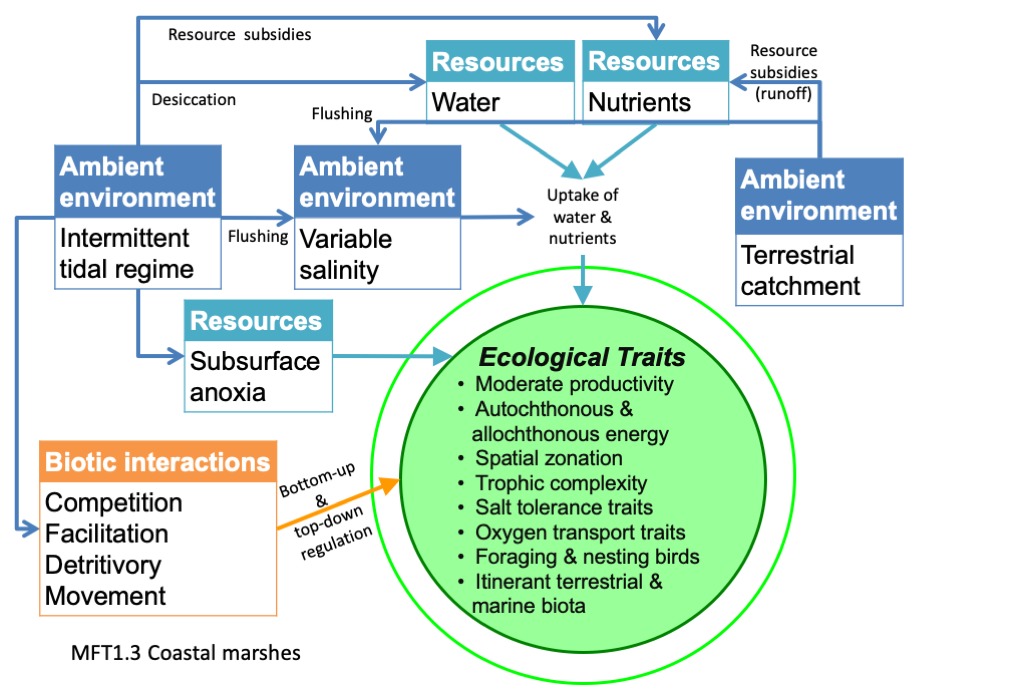 Resource subsidies
Resources
Water
Resources
Nutrients
Resource
subsidies
(runoff)
Desiccation
Flushing
Ambient
environment
Intermittent
tidal regime
Flushing
Ambient
environment
Variable
salinity
Uptake of
water &
nutrients
Ambient
environment
Terrestrial
catchment
Resources
Subsurface
anoxia
Ecological Traits
• Moderate productivity
• Autochthonous &
allochthonous energy
• Spatial zonation
• Trophic complexity
• Salt tolerance traits
• Oxygen transport traits
• Foraging & nesting birds
• Itinerant terrestrial &
marine biota
Biotic interactions
Competition
Facilitation
Detritivory
Movement
Bottom-up
&
top-down
regulation
MFT1.3 Coastal marshes